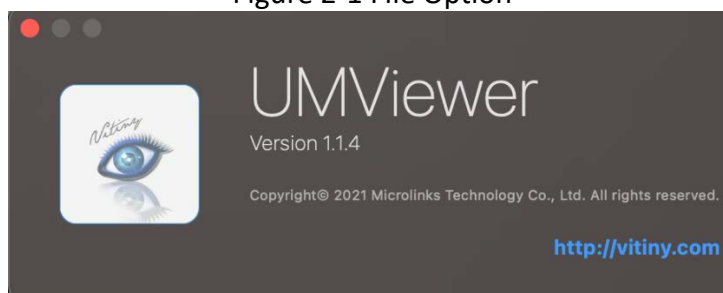 Figure 2-1 File Option
Vitiny
UMViewer
Version 1.1.4
Copyright© 2021 Microlinks Technology Co., Ltd. All rights reserved.
http://vitiny.com